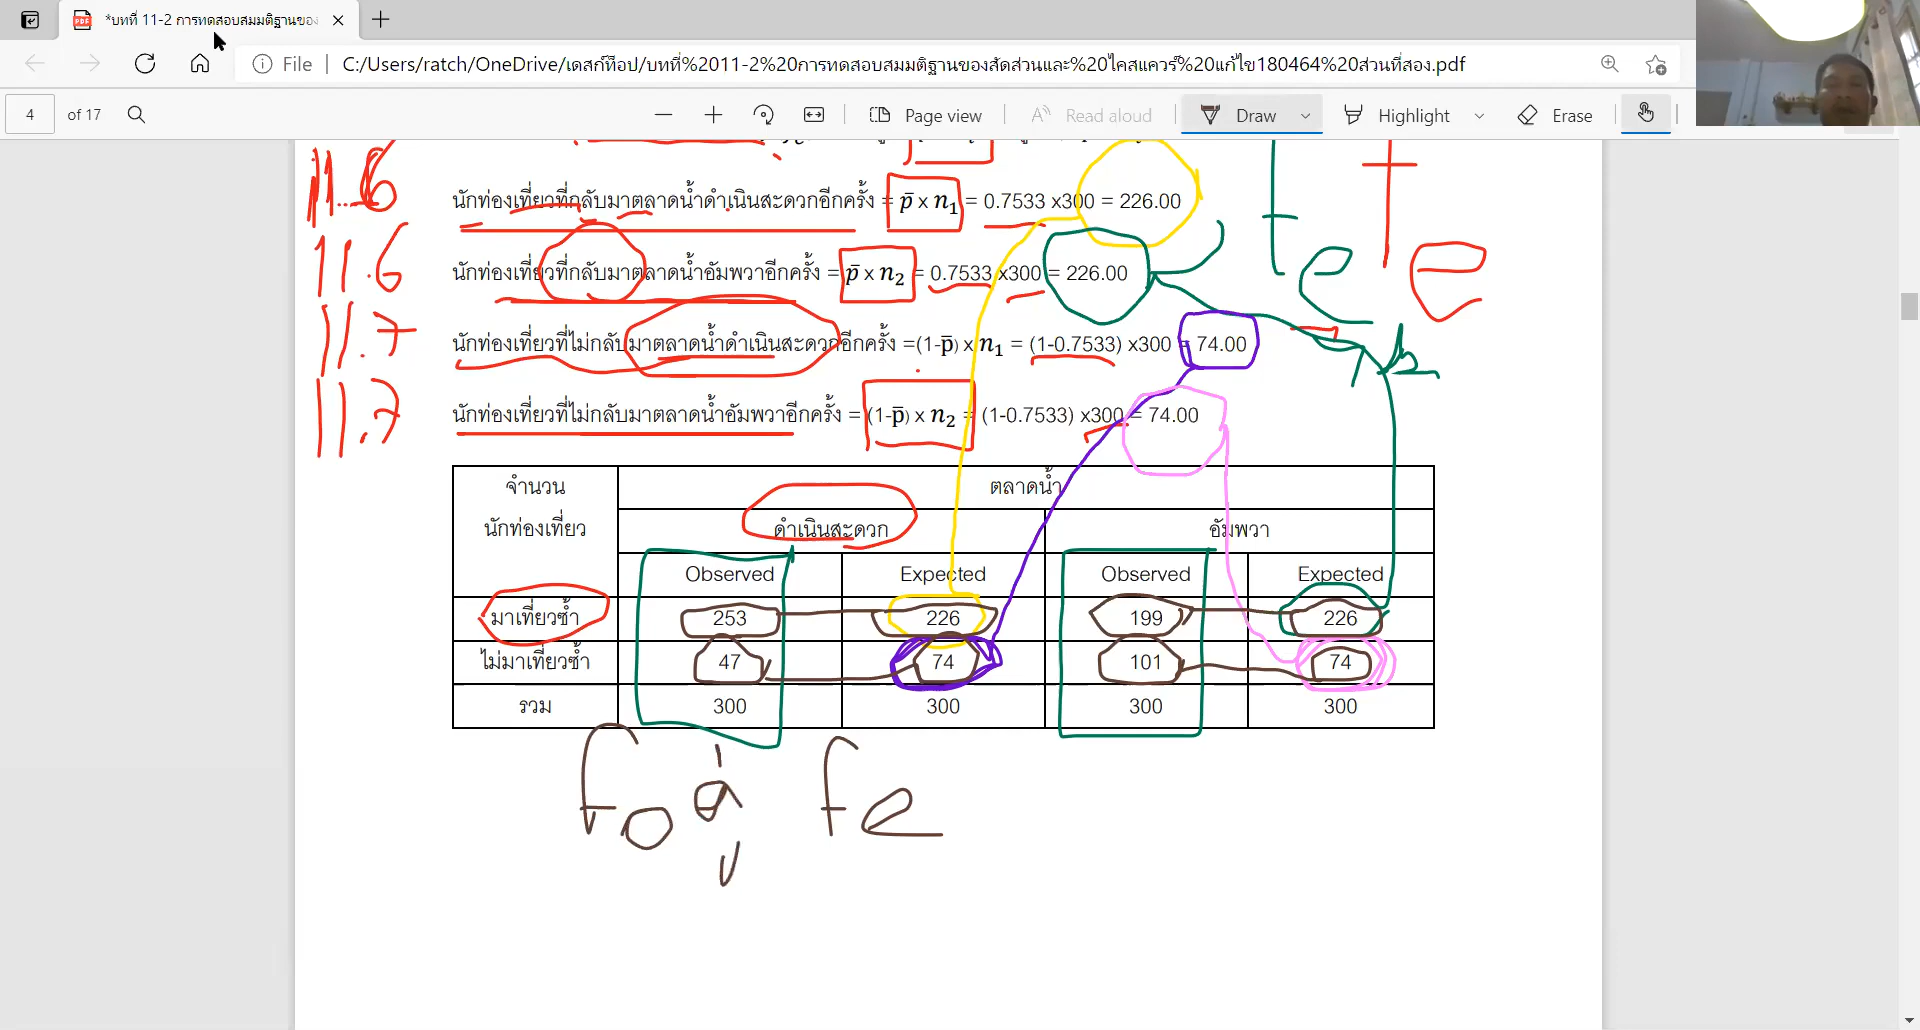 *บทที่ 11-2 การทดสอบสมมติฐานของ
File
C:/Users/ratch/OneDrive/เดสก์ท็อป/บทที่%2011-2%20การทดสอบสมมติฐานของสัดส่วนและ%20ไคสแควร์%20แก้ไข180464%20ส่วนที่สอง.pdf
4 of 17
Page view
Read aloud
Draw
Highlight
Erase
11.6 นักท่องเที่ยวที่กลับมาตลาดน้ำดำเนินสะดวกอีกครั้ง = p̄ x n₁ = 0.7533 x300 = 226.00
11.6 นักท่องเที่ยวที่กลับมาตลาดน้ำอัมพวาอีกครั้ง = p̄ x n₂ = 0.7533 x300 = 226.00
fe fe
11.7 นักท่องเที่ยวที่ไม่กลับมาตลาดน้ำดำเนินสะดวกอีกครั้ง =(1-p̄) x n₁ = (1-0.7533) x300 = 74.00
11.7 นักท่องเที่ยวที่ไม่กลับมาตลาดน้ำอัมพวาอีกครั้ง = (1-p̄) x n₂ = (1-0.7533) x300 = 74.00
จำนวน ตลาดน้ำ
นักท่องเที่ยว ดำเนินสะดวก อัมพวา
Observed Expected Observed Expected
มาเที่ยวซ้ำ 253 226 199 226
ไม่มาเที่ยวซ้ำ 47 74 101 74
รวม 300 300 300 300
fo fe